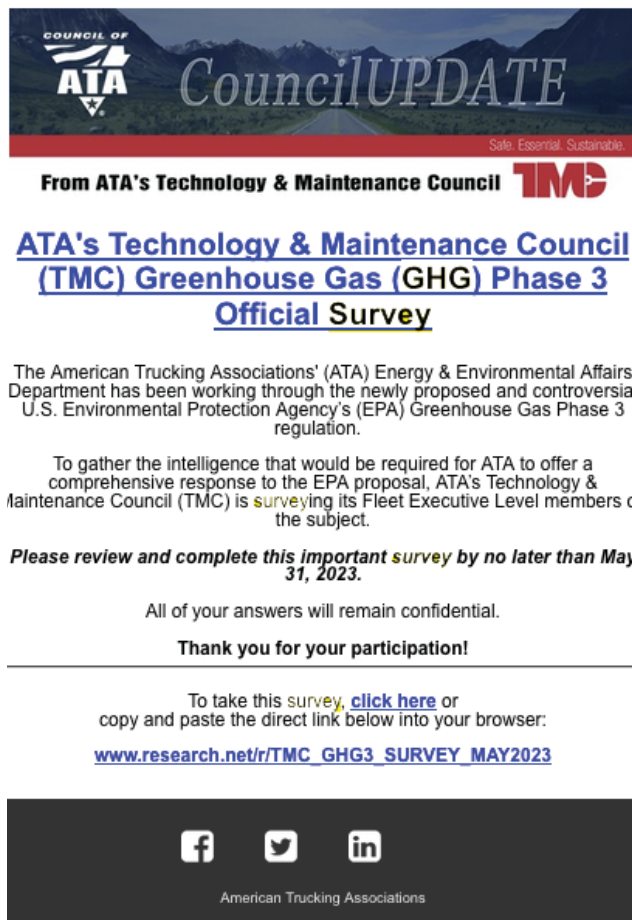 COUNCIL OF
ATA
CouncilUPDATE
Safe. Essential. Sustainable.
From ATA's Technology & Maintenance Council TMC
ATA's Technology & Maintenance Council
(TMC) Greenhouse Gas (GHG) Phase 3
Official Survey
The American Trucking Associations' (ATA) Energy & Environmental Affairs
Department has been working through the newly proposed and controversia
U.S. Environmental Protection Agency's (EPA) Greenhouse Gas Phase 3
regulation.
To gather the intelligence that would be required for ATA to offer a
comprehensive response to the EPA proposal, ATA's Technology &
Maintenance Council (TMC) is surveying its Fleet Executive Level members o
the subject.
Please review and complete this important survey by no later than May
31, 2023.
All of your answers will remain confidential.
Thank you for your participation!
To take this survey, click here or
copy and paste the direct link below into your browser:
www.research.net/r/TMC_GHG3_SURVEY_MAY2023
American Trucking Associations